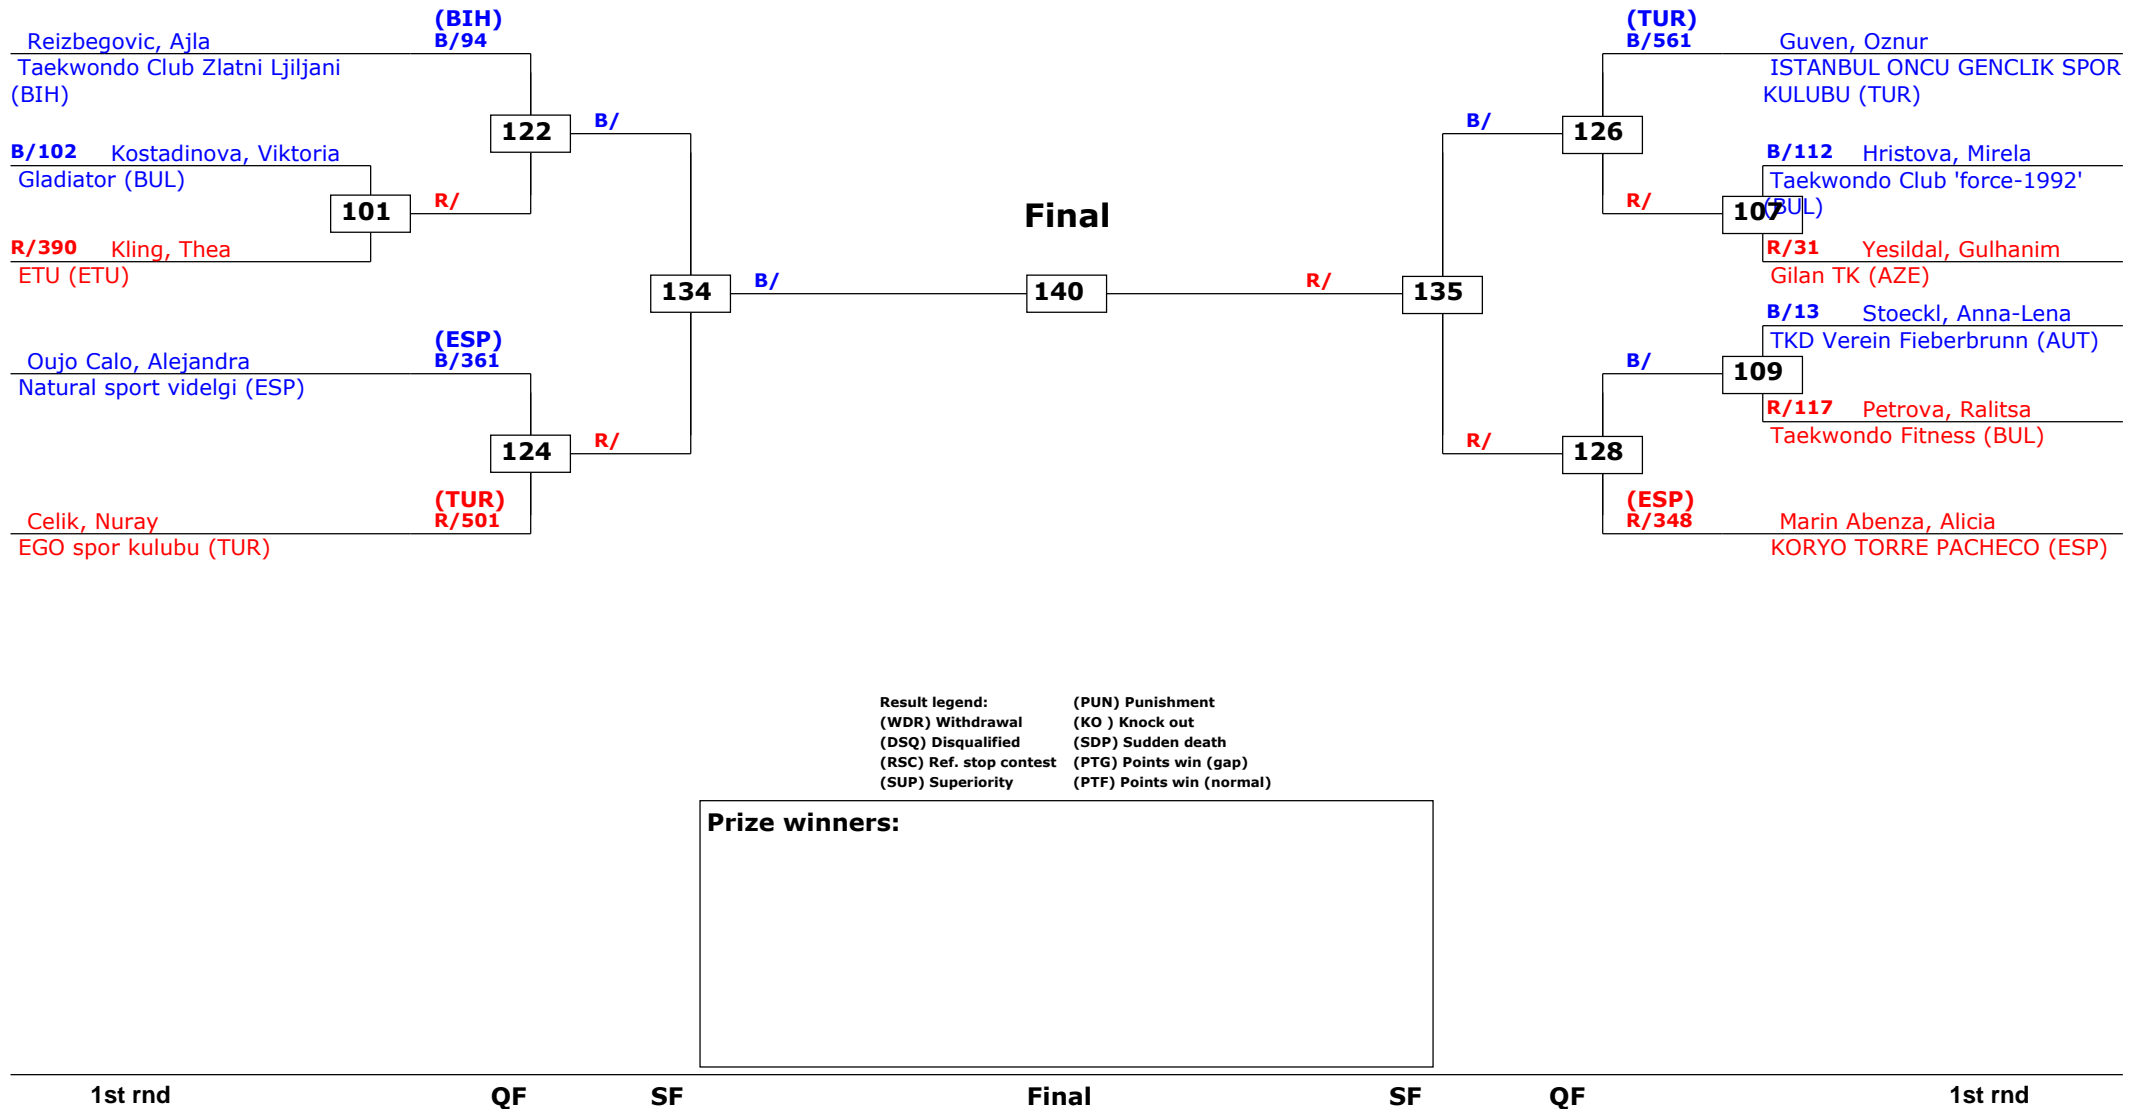 (BIH)
Reizbegovic, Ajla B/94
Taekwondo Club Zlatni Ljiljani
(BIH)
122 B/
B/102 Kostadinova, Viktoria
Gladiator (BUL)
101 R/
R/390 Kling, Thea
ETU (ETU)
134 B/
(ESP)
Oujo Calo, Alejandra B/361
Natural sport videlgi (ESP)
124 R/
(TUR)
Celik, Nuray R/501
EGO spor kulubu (TUR)
Final
140
(TUR)
B/561 Guven, Oznur
ISTANBUL ONCU GENCLIK SPOR
KULUBU (TUR)
B/ 126
B/112 Hristova, Mirela
Taekwondo Club 'force-1992'
(BUL)
R/ 107
R/31 Yesildal, Gulhanim
Gilan TK (AZE)
R/ 135
B/13 Stoeckl, Anna-Lena
TKD Verein Fieberbrunn (AUT)
B/ 109
R/117 Petrova, Ralitsa
Taekwondo Fitness (BUL)
R/ 128
(ESP)
R/348 Marin Abenza, Alicia
KORYO TORRE PACHECO (ESP)
Result legend: (PUN) Punishment
(WDR) Withdrawal (KO ) Knock out
(DSQ) Disqualified (SDP) Sudden death
(RSC) Ref. stop contest (PTG) Points win (gap)
(SUP) Superiority (PTF) Points win (normal)
Prize winners:
1st rnd QF SF Final SF QF 1st rnd